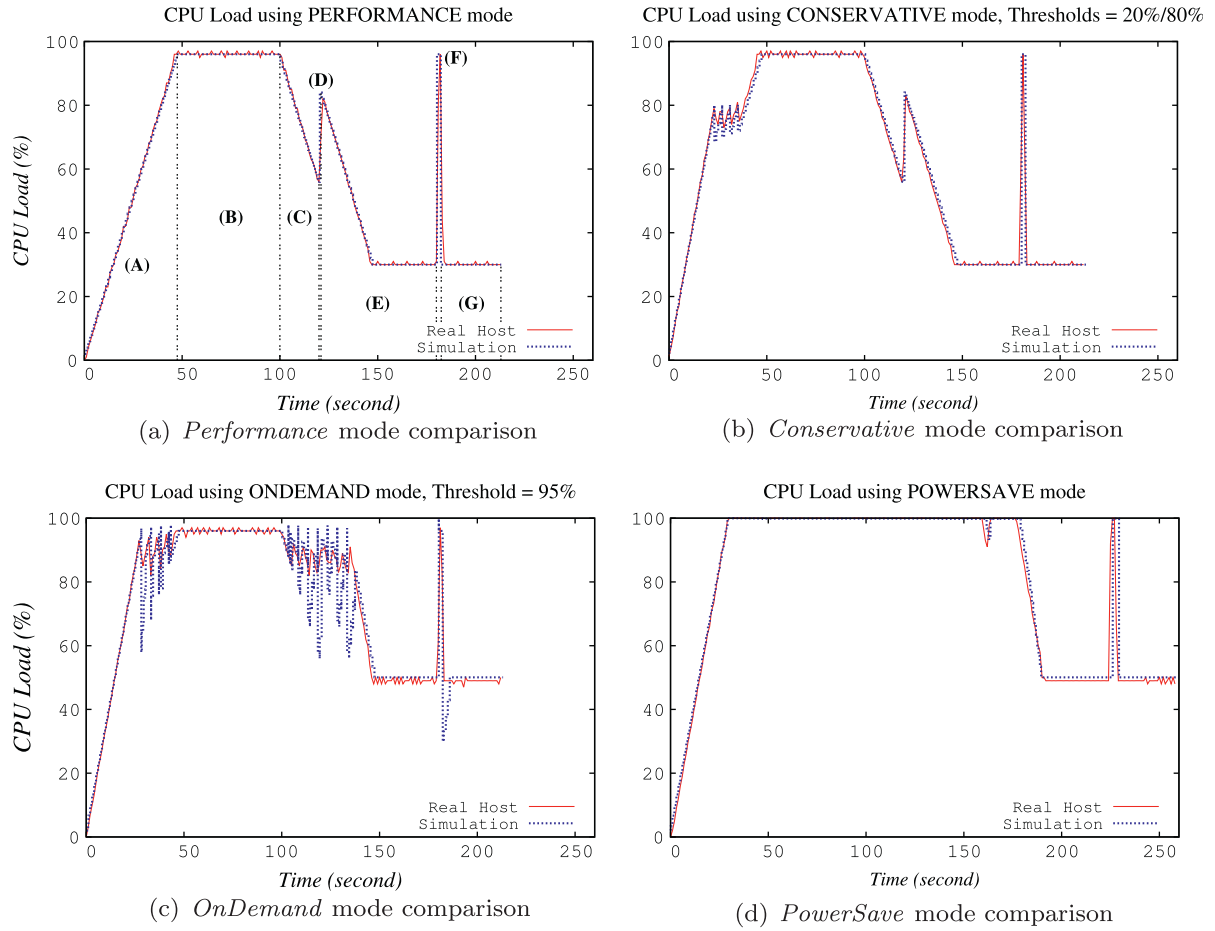 CPU Load using PERFORMANCE mode
CPU Load (%)
100
80
60
40
20
0
(A)
(B)
(C)
(D)
(E)
(F)
(G)
Real Host
Simulation
0 50 100 150 200 250
Time (second)
(a) Performance mode comparison
CPU Load using CONSERVATIVE mode, Thresholds = 20%/80%
CPU Load (%)
100
80
60
40
20
0
Real Host
Simulation
0 50 100 150 200 250
Time (second)
(b) Conservative mode comparison
CPU Load using ONDEMAND mode, Threshold = 95%
CPU Load (%)
100
80
60
40
20
0
Real Host
Simulation
0 50 100 150 200 250
Time (second)
(c) OnDemand mode comparison
CPU Load using POWERSAVE mode
CPU Load (%)
100
80
60
40
20
0
Real Host
Simulation
0 50 100 150 200 250
Time (second)
(d) PowerSave mode comparison